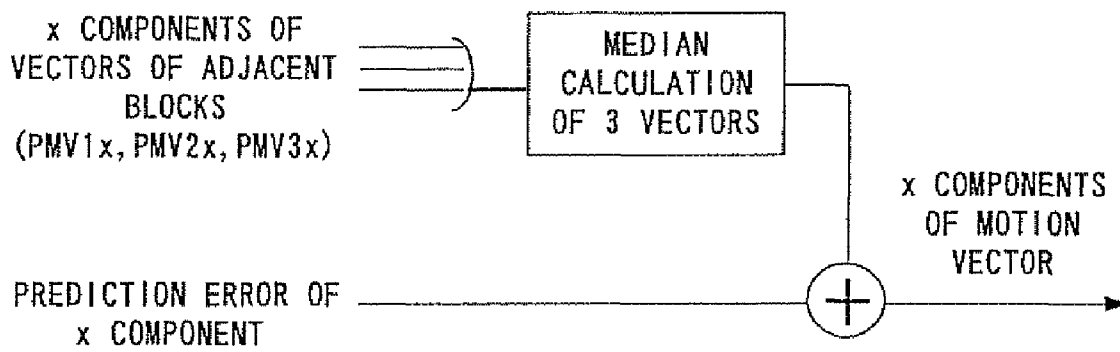 x COMPONENTS OF
VECTORS OF ADJACENT
BLOCKS
(PMV1x, PMV2x, PMV3x)
MEDIAN
CALCULATION
OF 3 VECTORS
x COMPONENTS
OF MOTION
VECTOR
PREDICTION ERROR OF
x COMPONENT
+